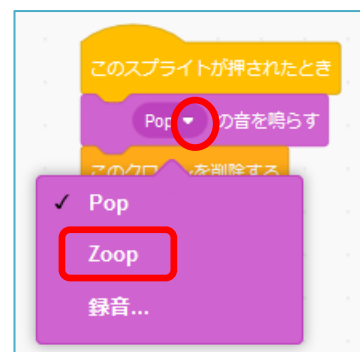 このスプライトが押されたとき
Pop の音を鳴らす
このクローンを削除する
✓ Pop
Zoop
録音...